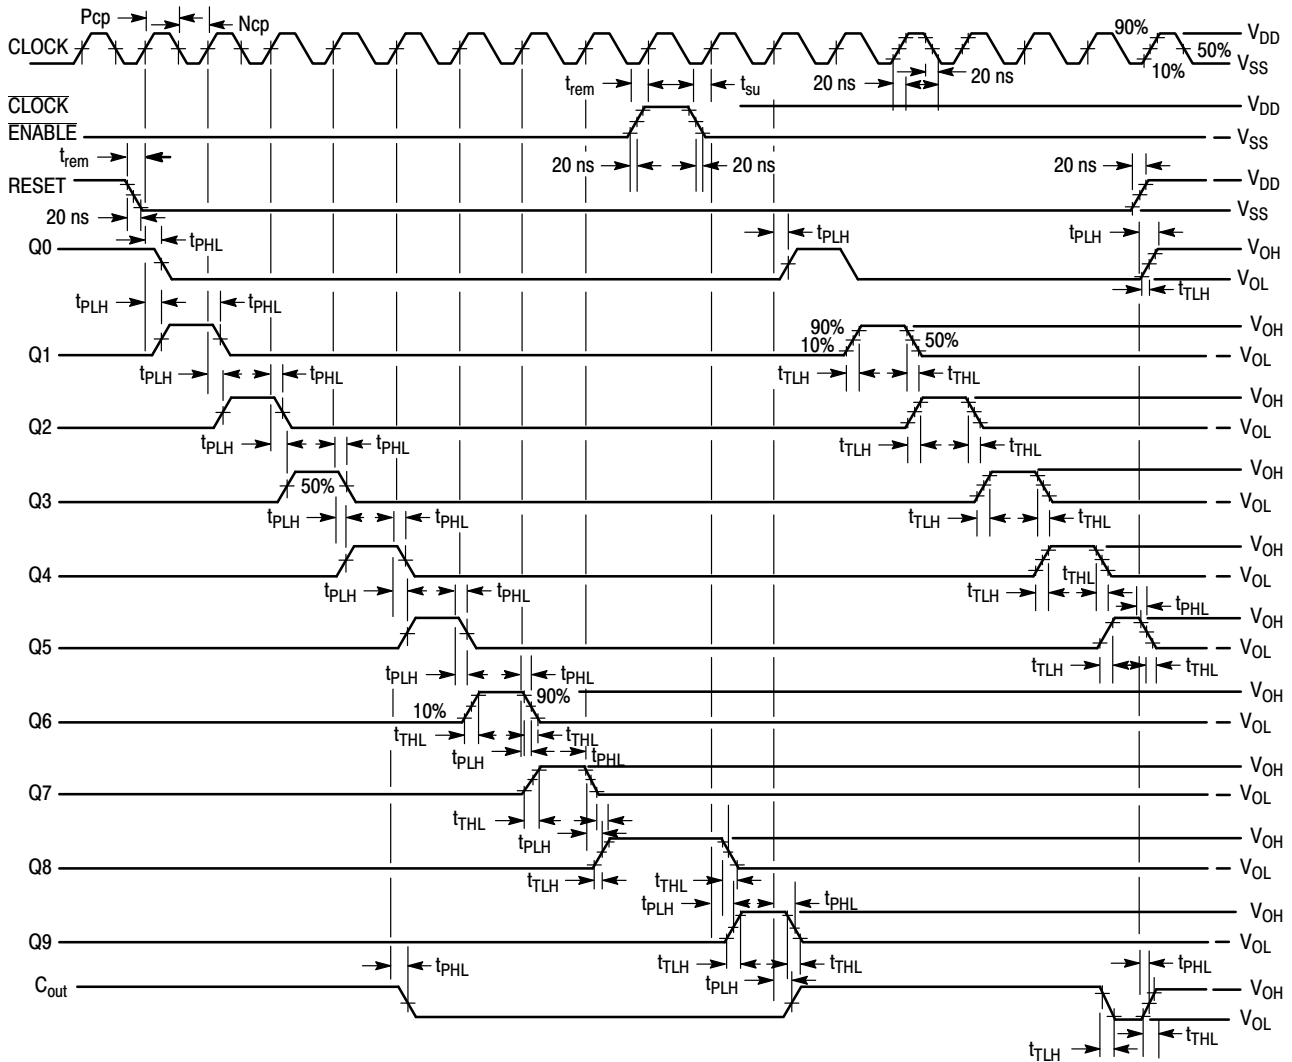 Pcp Ncp
CLOCK 90% V_DD
50%
10% V_SS
20 ns 20 ns
t_rem t_su
CLOCK V_DD
ENABLE V_SS
t_rem 20 ns 20 ns 20 ns
RESET V_DD
20 ns V_SS
t_PHL t_PLH t_PLH
Q0 V_OH
V_OL
t_PLH t_PHL t_TLH
90% V_OH
10% 50%
Q1 V_OL
t_PLH t_PHL t_TLH t_THL
V_OH
Q2 V_OL
t_PLH t_PHL t_TLH t_THL
V_OH
50%
Q3 V_OL
t_PLH t_PHL t_TLH t_THL
V_OH
Q4 V_OL
t_PLH t_PHL t_TLH t_THL t_PHL
V_OH
Q5 V_OL
t_PLH t_PHL t_TLH t_THL
90% V_OH
10%
Q6 V_OL
t_THL t_PLH t_THL t_PHL
V_OH
Q7 V_OL
t_THL t_PLH
V_OH
Q8 V_OL
t_TLH t_THL
t_PLH t_PHL
V_OH
Q9 V_OL
t_PHL t_TLH t_THL t_PHL
t_PLH
C_out V_OH
V_OL
t_TLH t_THL